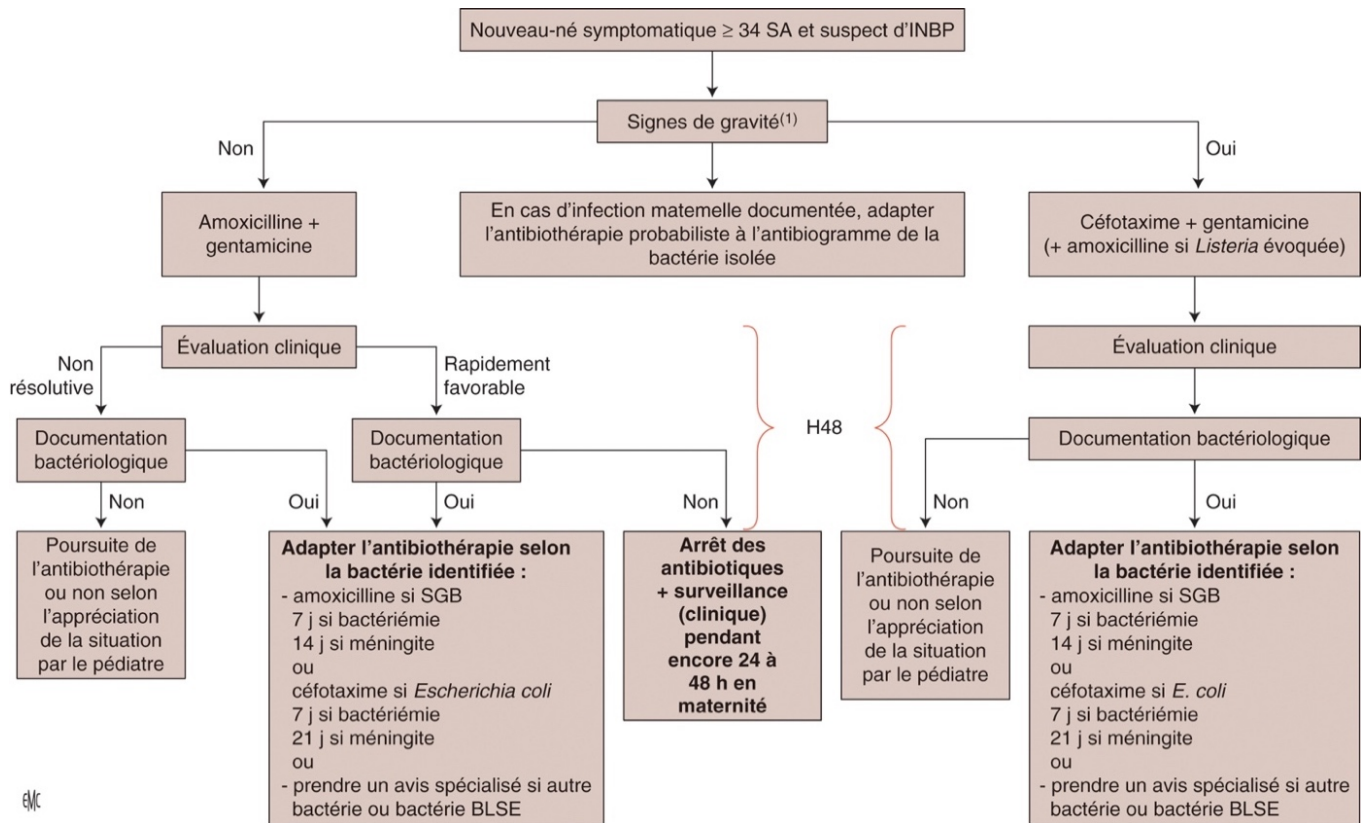 Nouveau-né symptomatique ≥ 34 SA et suspect d'INBP
Signes de gravité(1)
Non
Oui
Amoxicilline +
gentamicine
En cas d'infection matemelle documentée, adapter
l'antibiothérapie probabiliste à l'antibiogramme de la
bactérie isolée
Céfotaxime + gentamicine
(+ amoxicilline si Listeria évoquée)
Évaluation clinique
Non
résolutive
Rapidement
favorable
Documentation
bactériologique
Documentation
bactériologique
Non
Oui
Oui
Non
Poursuite de
l'antibiothérapie
ou non selon
l'appréciation
de la situation
par le pédiatre
Adapter l'antibiothérapie selon
la bactérie identifiée :
- amoxicilline si SGB
7 j si bactériémie
14 j si méningite
ou
céfotaxime si Escherichia coli
7 j si bactériémie
21 j si méningite
ou
- prendre un avis spécialisé si autre
bactérie ou bactérie BLSE
Arrêt des
antibiotiques
+ surveillance
(clinique)
pendant
encore 24 à
48 h en
maternité
H48
Évaluation clinique
Documentation bactériologique
Non
Oui
Poursuite de
l'antibiothérapie
ou non selon
l'appréciation
de la situation
par le pédiatre
Adapter l'antibiothérapie selon
la bactérie identifiée :
- amoxicilline si SGB
7 j si bactériémie
14 j si méningite
ou
céfotaxime si E. coli
7 j si bactériémie
21 j si méningite
ou
- prendre un avis spécialisé si autre
bactérie ou bactérie BLSE
EMC